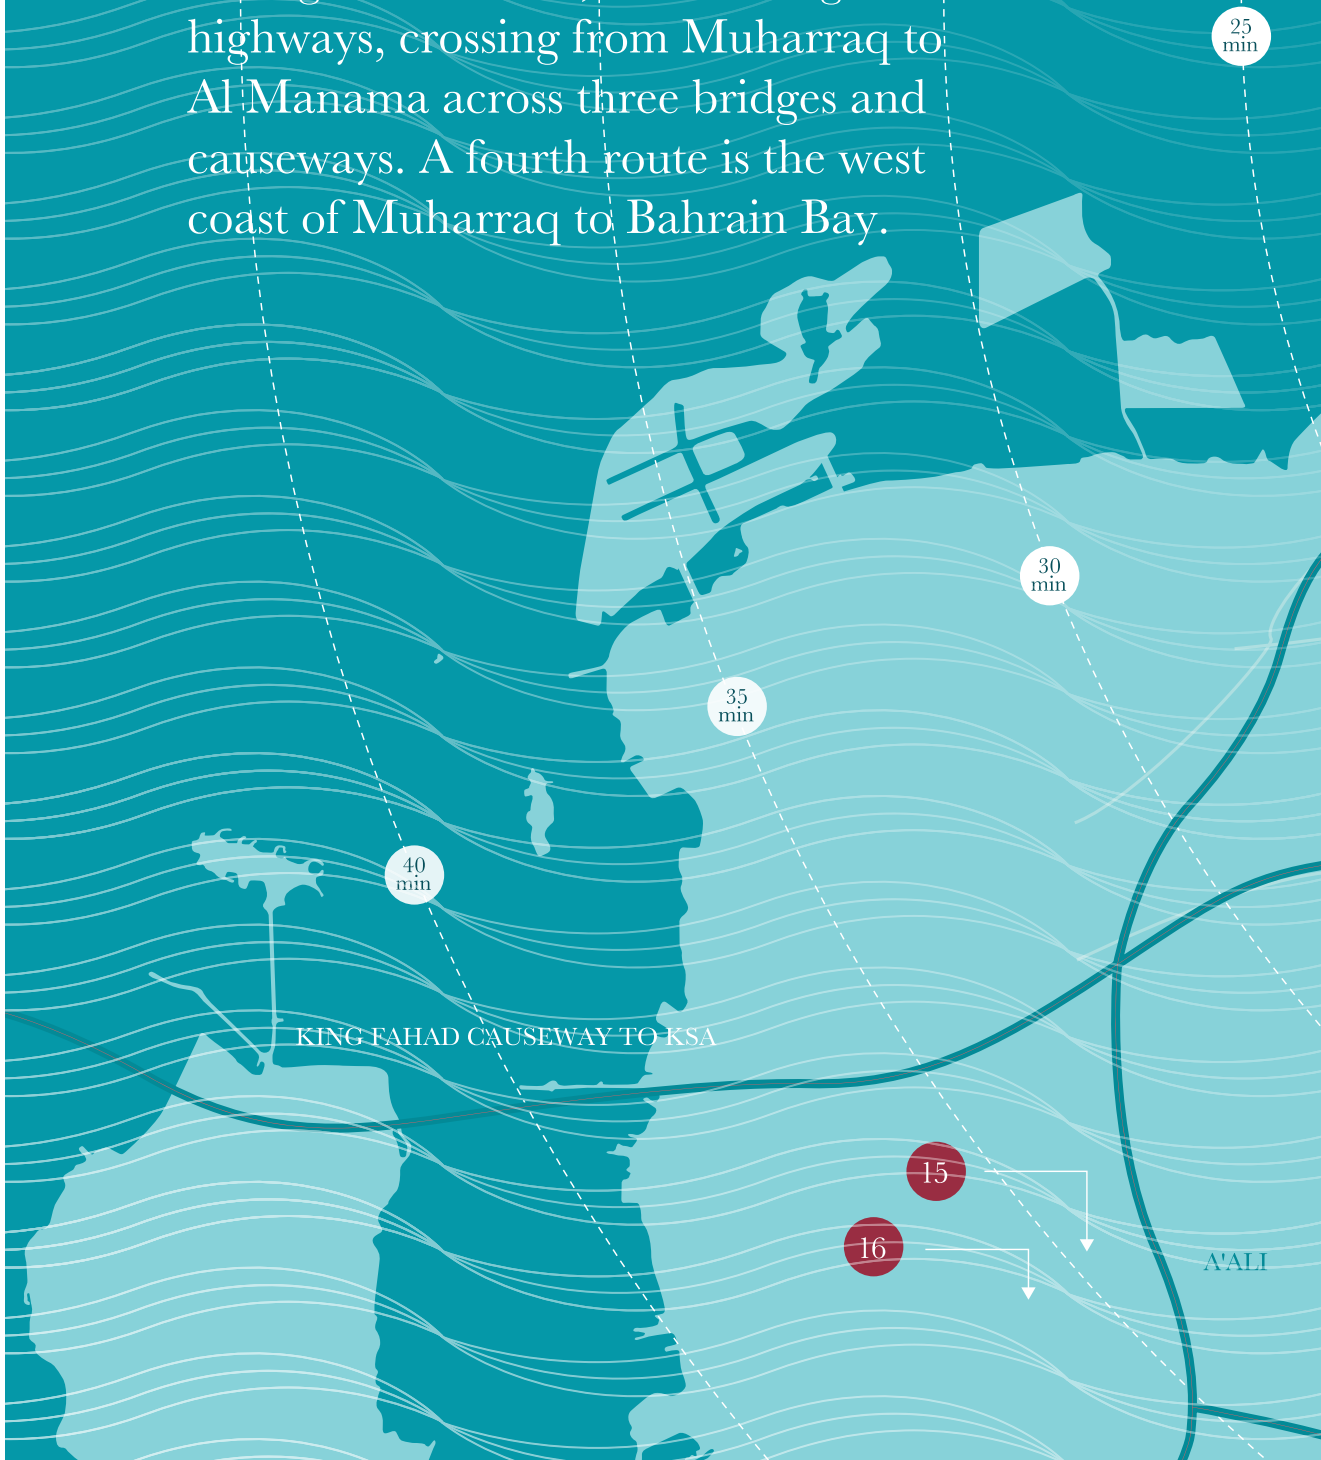 highways, crossing from Muharraq to
Al Manama across three bridges and
causeways. A fourth route is the west
coast of Muharraq to Bahrain Bay.
25
min
30
min
35
min
40
min
KING FAHAD CAUSEWAY TO KSA
15
16
A'ALI